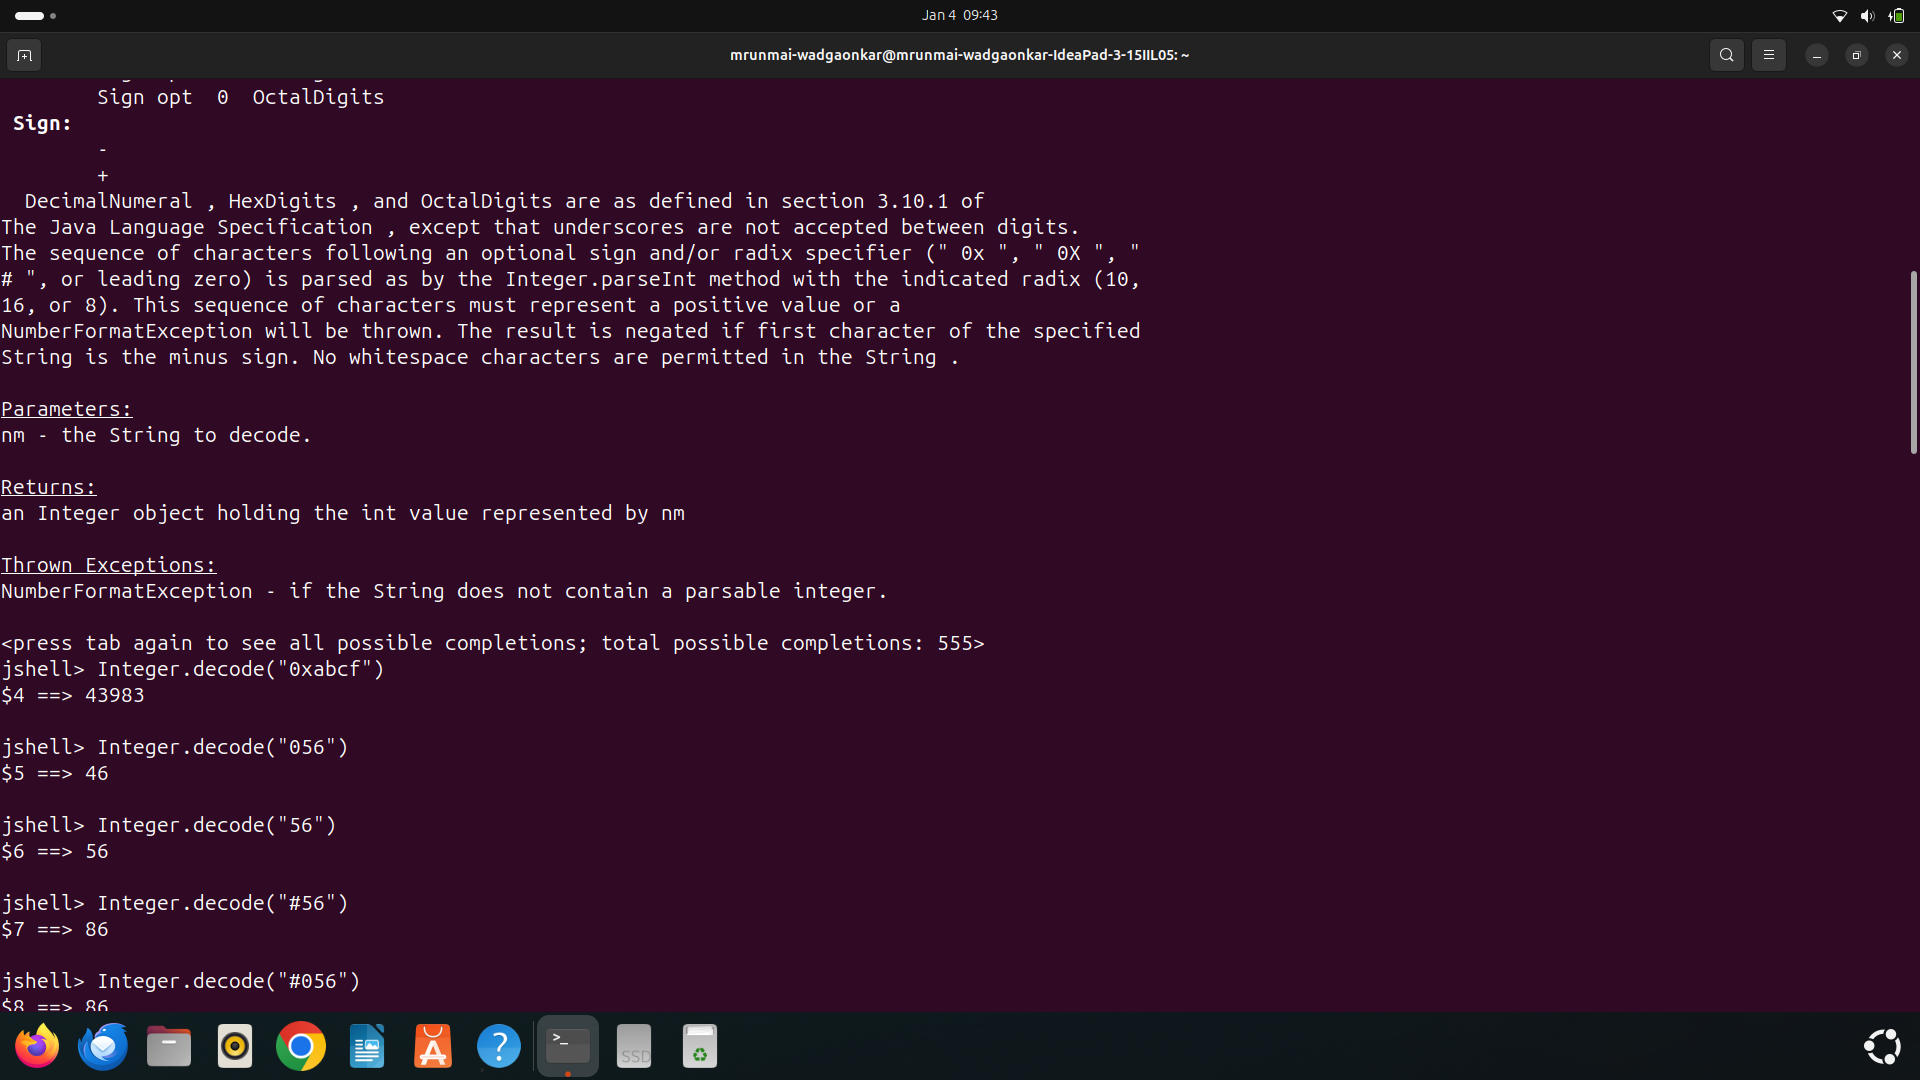 Jan 4 09:43
mrunmai-wadgaonkar@mrunmai-wadgaonkar-IdeaPad-3-15IIL05: ~
Sign opt  0  OctalDigits
Sign:
-
+
DecimalNumeral , HexDigits , and OctalDigits are as defined in section 3.10.1 of
The Java Language Specification , except that underscores are not accepted between digits.
The sequence of characters following an optional sign and/or radix specifier (" 0x ", " 0X ", "
# ", or leading zero) is parsed as by the Integer.parseInt method with the indicated radix (10,
16, or 8). This sequence of characters must represent a positive value or a
NumberFormatException will be thrown. The result is negated if first character of the specified
String is the minus sign. No whitespace characters are permitted in the String .
Parameters:
nm - the String to decode.
Returns:
an Integer object holding the int value represented by nm
Thrown Exceptions:
NumberFormatException - if the String does not contain a parsable integer.
<press tab again to see all possible completions; total possible completions: 555>
jshell> Integer.decode("0xabcf")
$4 ==> 43983
jshell> Integer.decode("056")
$5 ==> 46
jshell> Integer.decode("56")
$6 ==> 56
jshell> Integer.decode("#56")
$7 ==> 86
jshell> Integer.decode("#056")
$8 ==> 86
>_
?
SSD